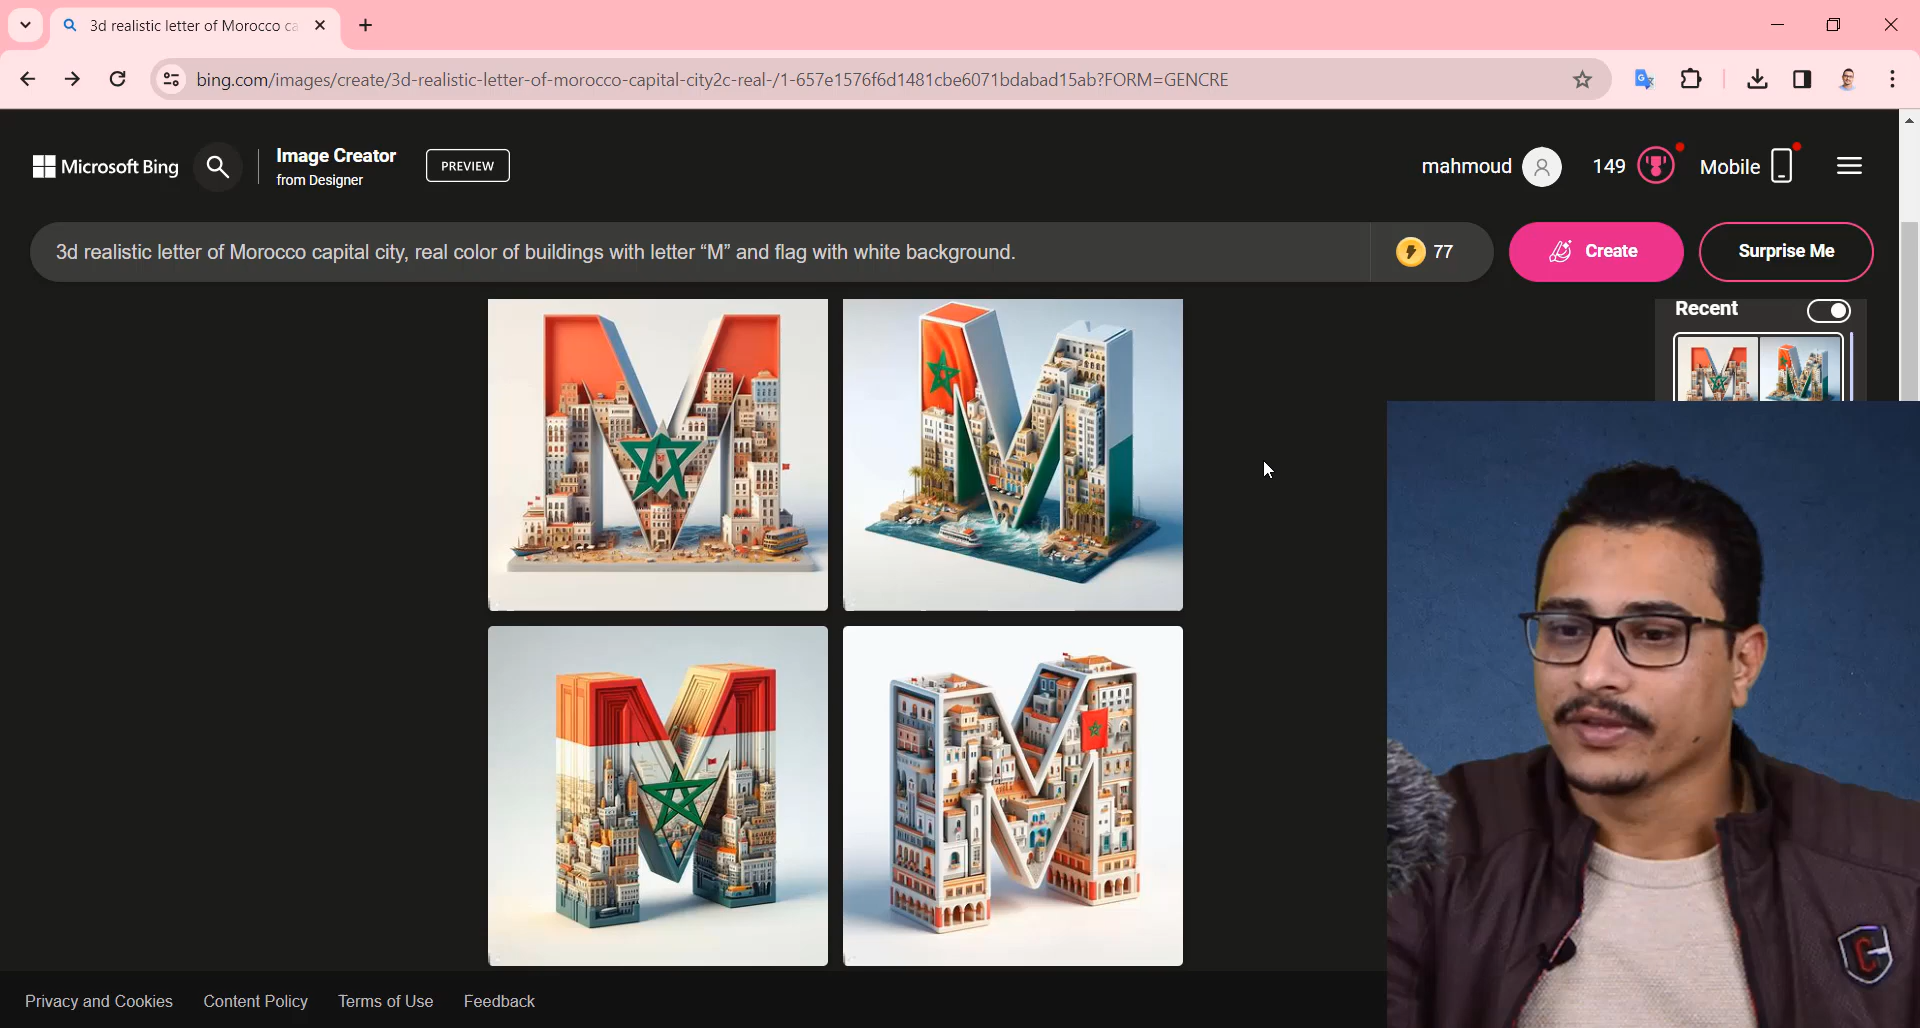 3d realistic letter of Morocco ca
bing.com/images/create/3d-realistic-letter-of-morocco-capital-city2c-real-/1-657e1576f6d1481cbe6071bdabad15ab?FORM=GENCRE
Microsoft Bing
Image Creator
from Designer
PREVIEW
mahmoud
149
Mobile
3d realistic letter of Morocco capital city, real color of buildings with letter “M” and flag with white background.
77
Create
Surprise Me
Recent
Privacy and Cookies
Content Policy
Terms of Use
Feedback